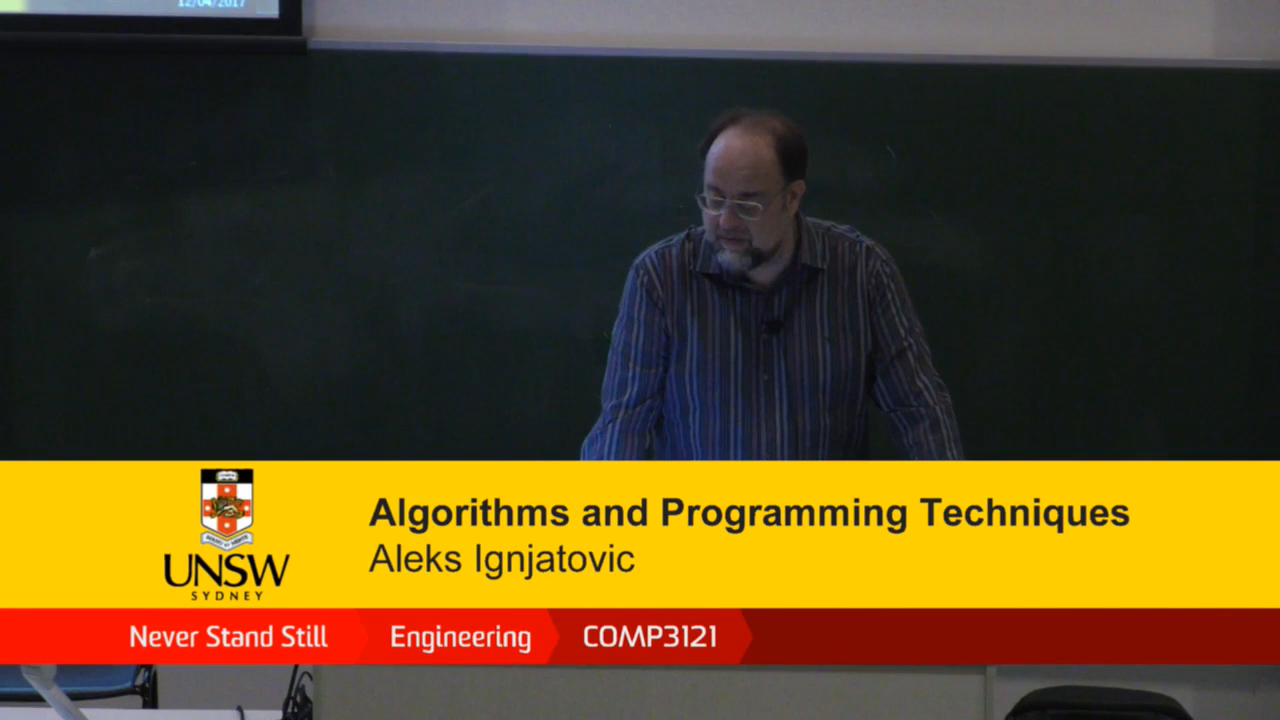 12/04/2017
Algorithms and Programming Techniques
Aleks Ignjatovic
UNSW
SYDNEY
Never Stand Still
Engineering
COMP3121